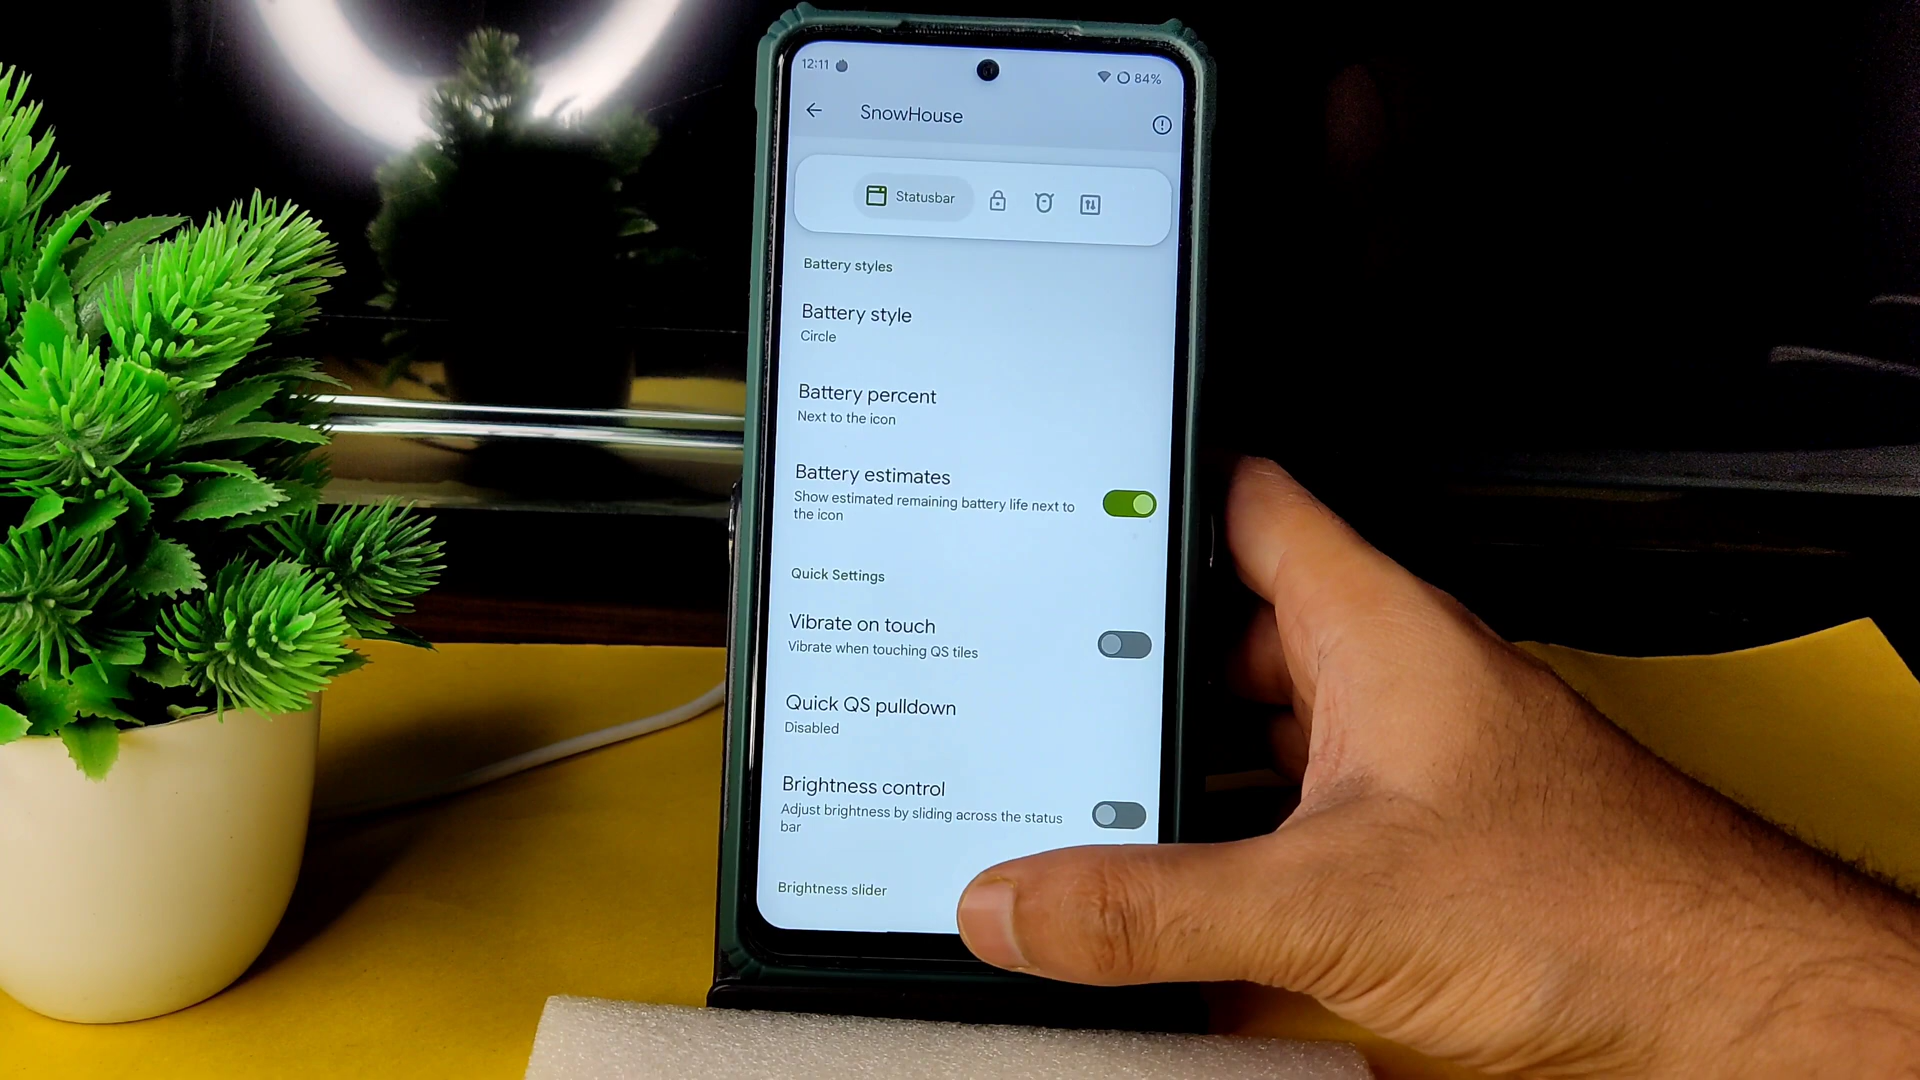 12:11
84%
SnowHouse
Statusbar
Battery styles
Battery style
Circle
Battery percent
Next to the icon
Battery estimates
Show estimated remaining battery life next to
the icon
Quick Settings
Vibrate on touch
Vibrate when touching QS tiles
Quick QS pulldown
Disabled
Brightness control
Adjust brightness by sliding across the status
bar
Brightness slider